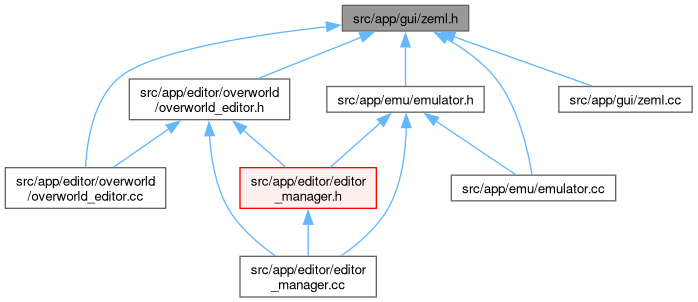 src/app/gui/zeml.h
src/app/editor/overworld
/overworld_editor.h
src/app/emu/emulator.h
src/app/gui/zeml.cc
src/app/editor/overworld
/overworld_editor.cc
src/app/editor/editor
_manager.h
src/app/emu/emulator.cc
src/app/editor/editor
_manager.cc